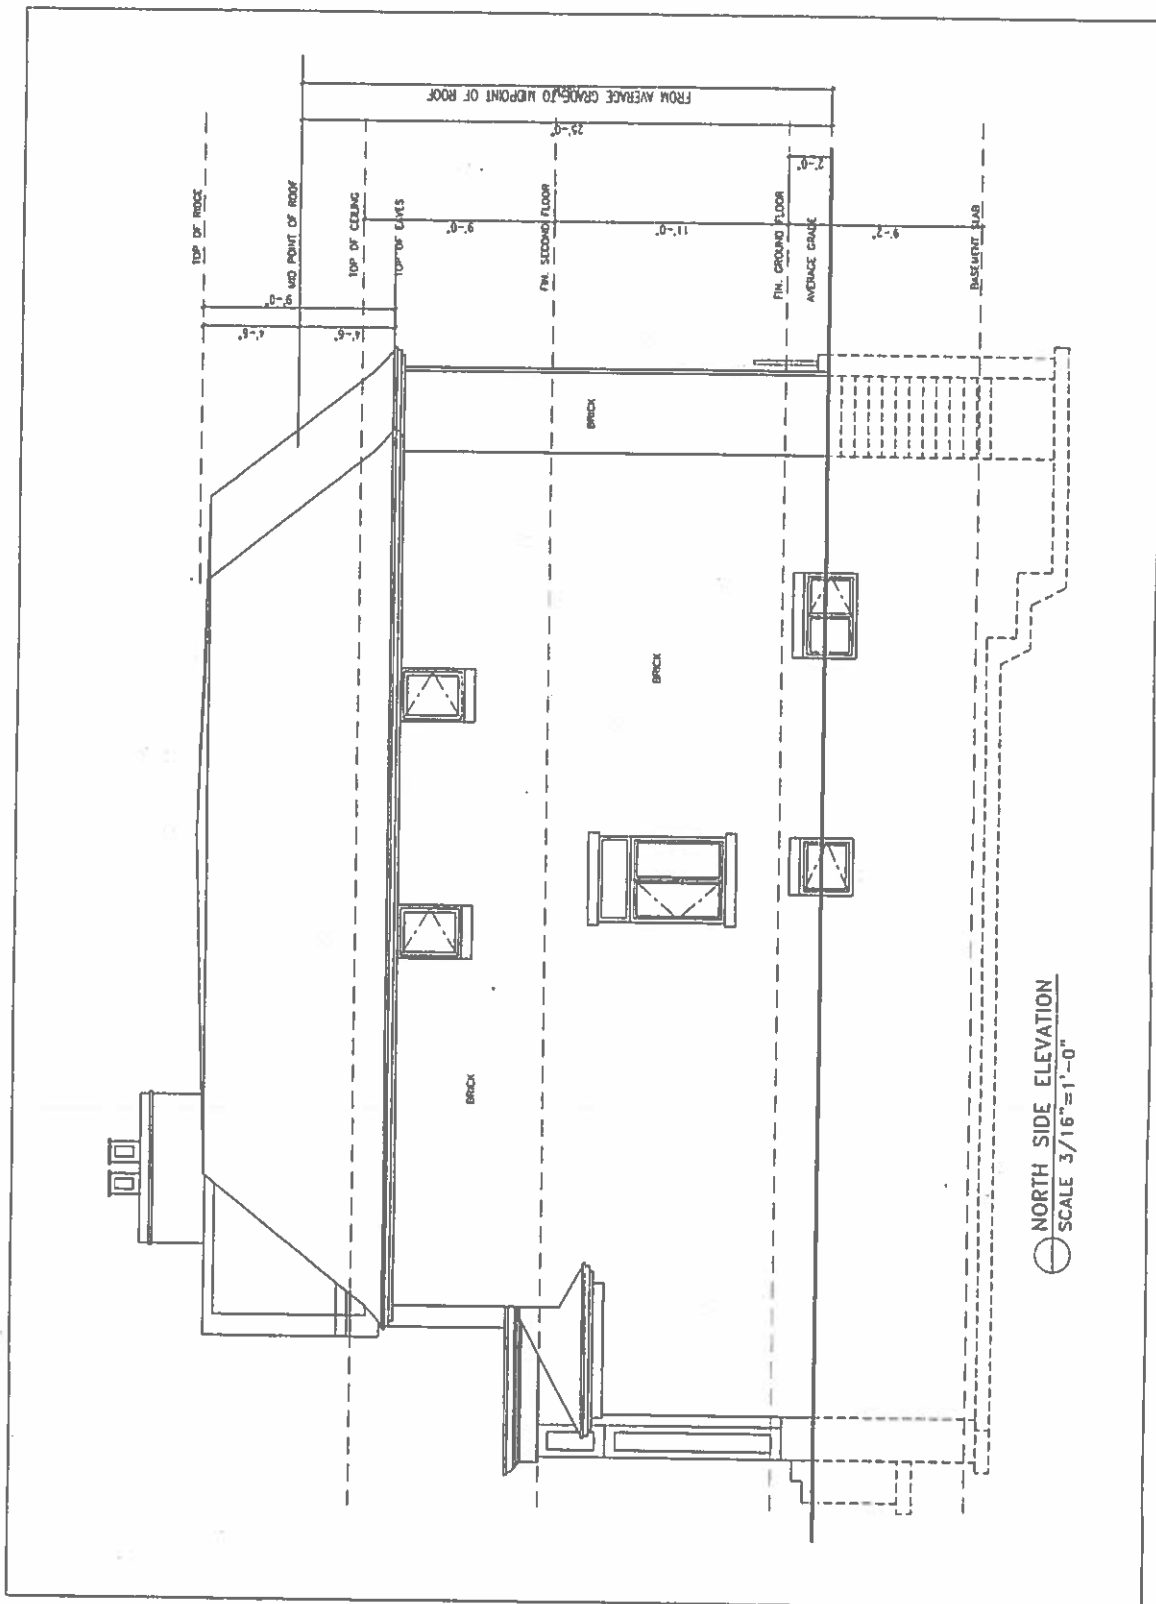 FROM AVERAGE GRADE TO MIDPOINT OF ROOF
25'-0"
TOP OF RIDGE
MID POINT OF ROOF
TOP OF CEILING
TOP OF EAVES
FIN. SECOND FLOOR
FIN. GROUND FLOOR
AVERAGE GRADE
BASEMENT SLAB
2'-0"
9'-0"
11'-0"
9'-2"
9'-0"
4'-6"
4'-6"
BRICK
BRICK
BRICK
NORTH SIDE ELEVATION
SCALE 3/16"=1'-0"